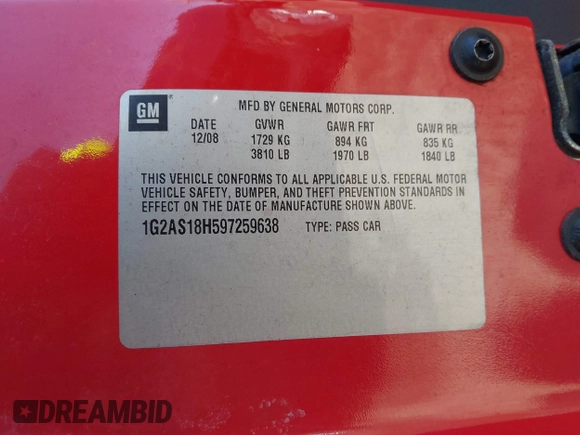 GM ® MFD BY GENERAL MOTORS CORP.
DATE GVWR GAWR FRT GAWR RR
12/08 1729 KG 894 KG 835 KG
3810 LB 1970 LB 1840 LB
THIS VEHICLE CONFORMS TO ALL APPLICABLE U.S. FEDERAL MOTOR
VEHICLE SAFETY, BUMPER, AND THEFT PREVENTION STANDARDS IN
EFFECT ON THE DATE OF MANUFACTURE SHOWN ABOVE.
1G2AS18H597259638 TYPE: PASS CAR
DREAMBID